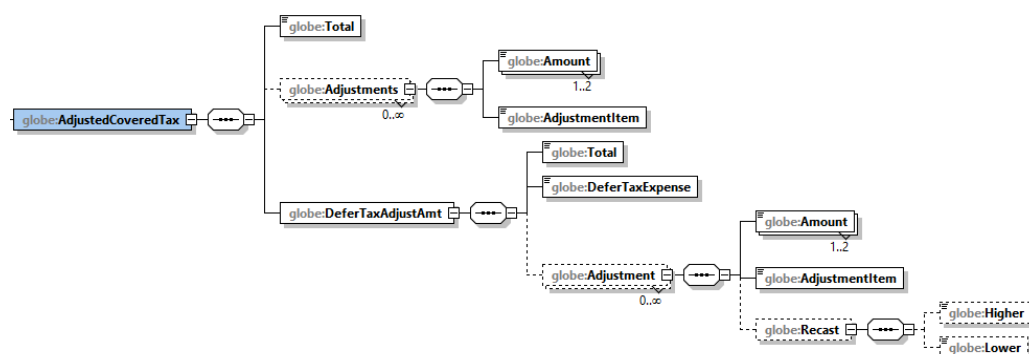 globe:Total
globe:Amount
1..2
globe:Adjustments
0..∞
globe:AdjustedCoveredTax
globe:AdjustmentItem
globe:Total
globe:DeferTaxExpense
globe:DeferTaxAdjustAmt
globe:Amount
1..2
globe:Adjustment
0..∞
globe:AdjustmentItem
globe:Higher
globe:Recast
globe:Lower